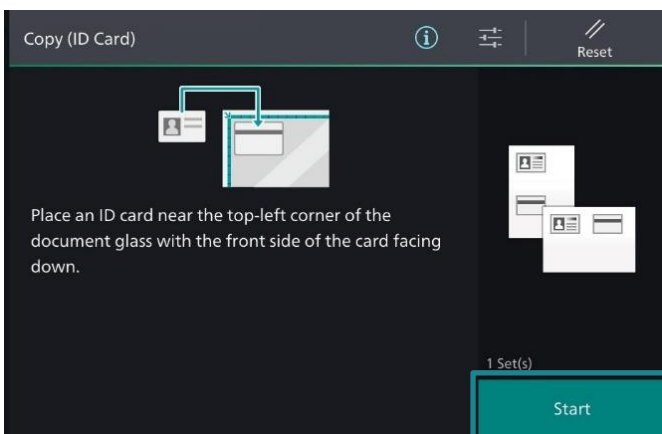 Copy (ID Card)
Reset
Place an ID card near the top-left corner of the
document glass with the front side of the card facing
down.
1 Set(s)
Start